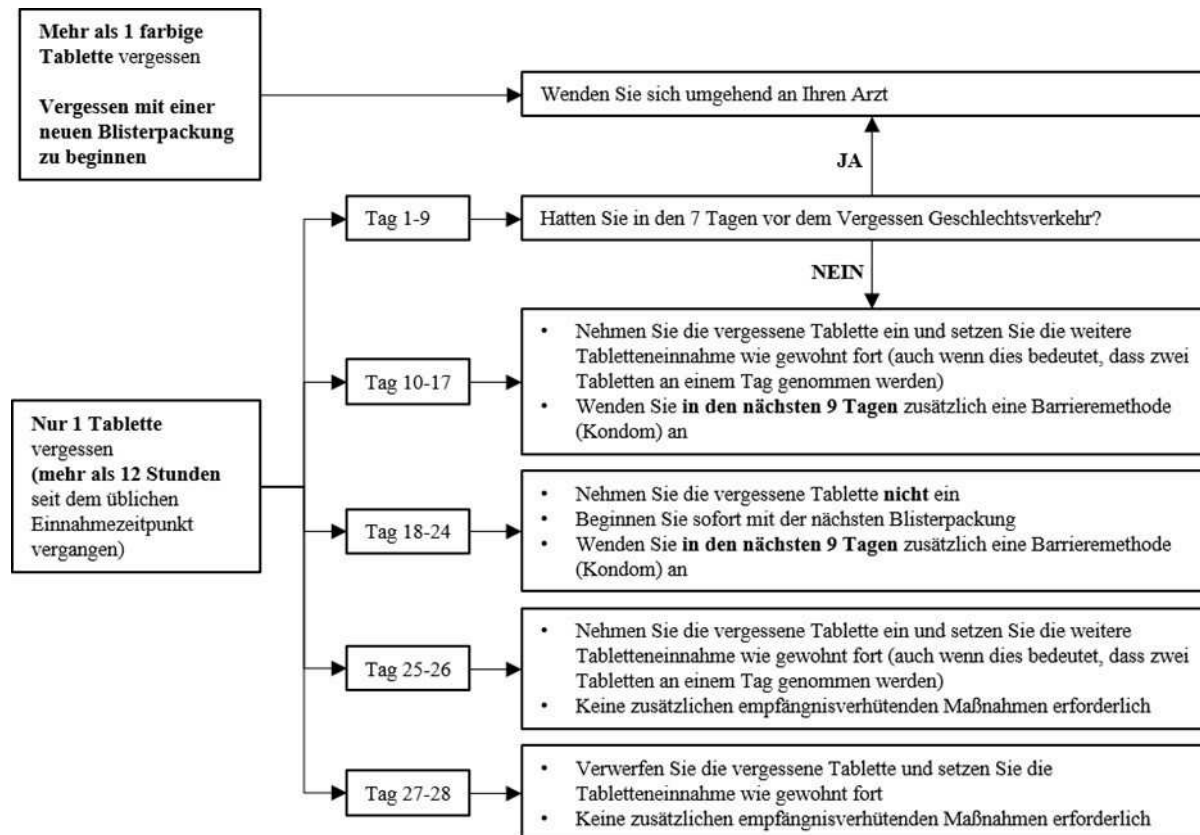 Mehr als 1 farbige
Tablette vergessen
Vergessen mit einer
neuen Blisterpackung
zu beginnen
Wenden Sie sich umgehend an Ihren Arzt
JA
Tag 1-9
Hatten Sie in den 7 Tagen vor dem Vergessen Geschlechtsverkehr?
NEIN
Nur 1 Tablette
vergessen
(mehr als 12 Stunden
seit dem üblichen
Einnahmezeitpunkt
vergangen)
Tag 10-17
• Nehmen Sie die vergessene Tablette ein und setzen Sie die weitere
Tabletteneinnahme wie gewohnt fort (auch wenn dies bedeutet, dass zwei
Tabletten an einem Tag genommen werden)
• Wenden Sie in den nächsten 9 Tagen zusätzlich eine Barrieremethode
(Kondom) an
Tag 18-24
• Nehmen Sie die vergessene Tablette nicht ein
• Beginnen Sie sofort mit der nächsten Blisterpackung
• Wenden Sie in den nächsten 9 Tagen zusätzlich eine Barrieremethode
(Kondom) an
Tag 25-26
• Nehmen Sie die vergessene Tablette ein und setzen Sie die weitere
Tabletteneinnahme wie gewohnt fort (auch wenn dies bedeutet, dass zwei
Tabletten an einem Tag genommen werden)
• Keine zusätzlichen empfängnisverhütenden Maßnahmen erforderlich
Tag 27-28
• Verwerfen Sie die vergessene Tablette und setzen Sie die
Tabletteneinnahme wie gewohnt fort
• Keine zusätzlichen empfängnisverhütenden Maßnahmen erforderlich